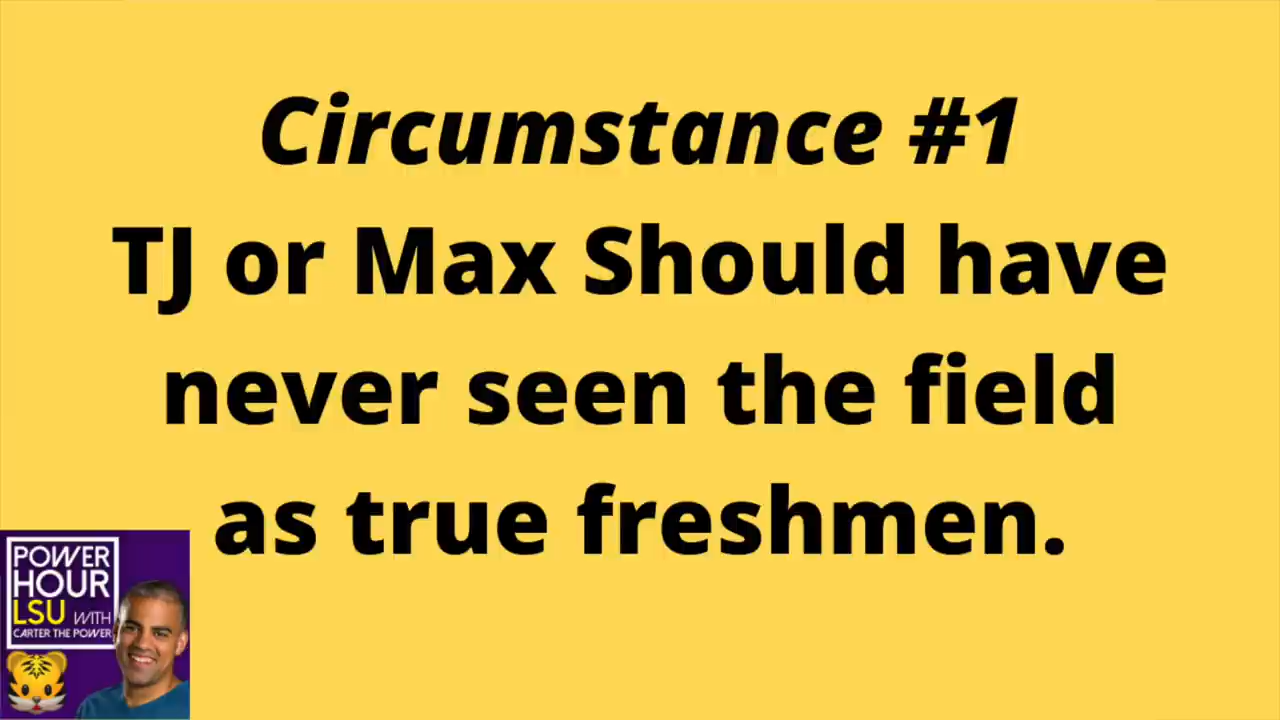 Circumstance #1
TJ or Max Should have
never seen the field
as true freshmen.
POWER
HOUR
LSU WITH
CARTER THE POWER